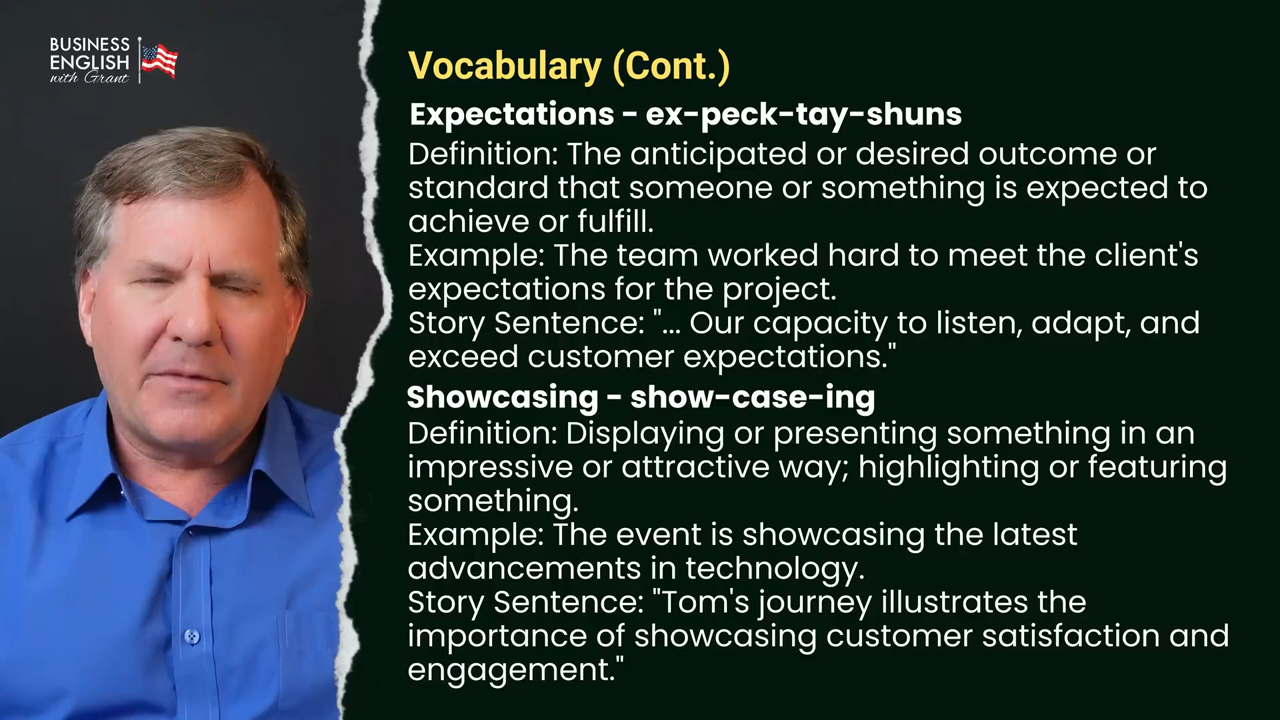 BUSINESS
ENGLISH
with Grant
Vocabulary (Cont.)
Expectations - ex-peck-tay-shuns
Definition: The anticipated or desired outcome or
standard that someone or something is expected to
achieve or fulfill.
Example: The team worked hard to meet the client's
expectations for the project.
Story Sentence: "... Our capacity to listen, adapt, and
exceed customer expectations."
Showcasing - show-case-ing
Definition: Displaying or presenting something in an
impressive or attractive way; highlighting or featuring
something.
Example: The event is showcasing the latest
advancements in technology.
Story Sentence: "Tom's journey illustrates the
importance of showcasing customer satisfaction and
engagement."